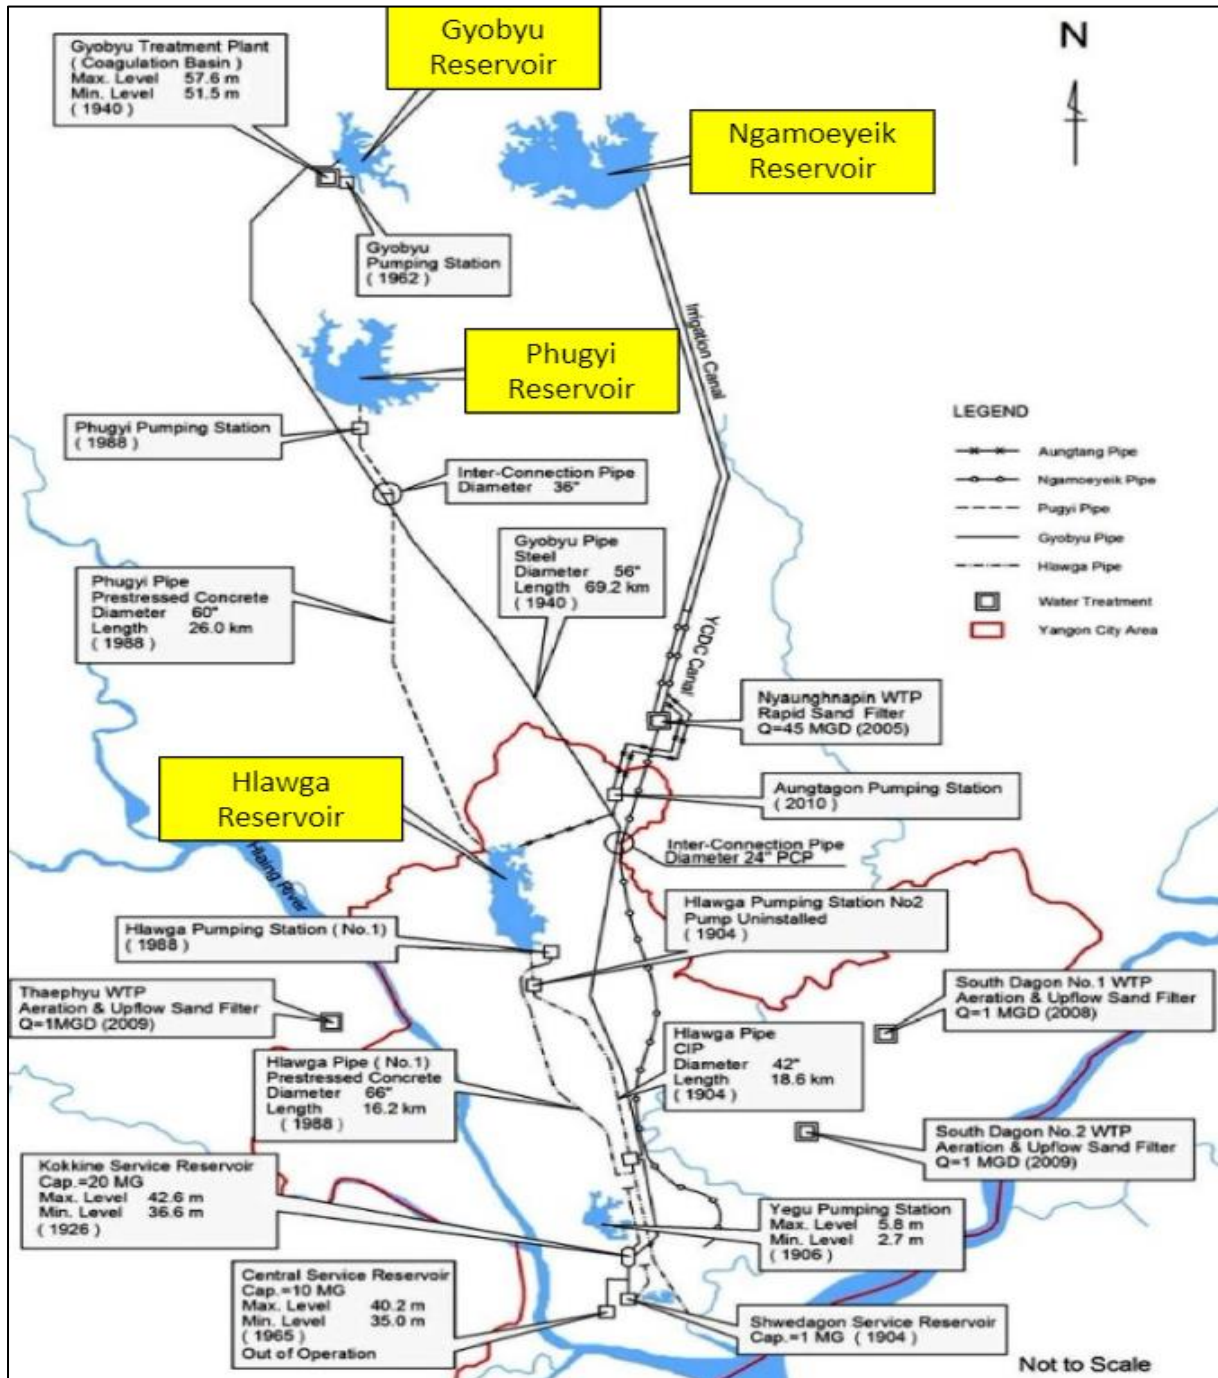 Gyobyu
Reservoir
N
Gyobyu Treatment Plant
( Coagulation Basin )
Max. Level 57.6 m
Min. Level 51.5 m
( 1940 )
Ngamoeyeik
Reservoir
Gyobyu
Pumping Station
( 1962 )
Irrigation Canal
Phugyi
Reservoir
Phugyi Pumping Station
( 1988 )
Inter-Connection Pipe
Diameter 36"
LEGEND
Aungtang Pipe
Ngamoeyeik Pipe
Pugyi Pipe
Gyobyu Pipe
Hlawga Pipe
Water Treatment
Yangon City Area
Gyobyu Pipe
Steel
Diameter 56"
Length 69.2 km
( 1940 )
Phugyi Pipe
Prestressed Concrete
Diameter 60"
Length 26.0 km
( 1988 )
YCDC Canal
Nyaunghnapin WTP
Rapid Sand Filter
Q=45 MGD (2005)
Hlawga
Reservoir
Aungtagon Pumping Station
( 2010 )
Inter-Connection Pipe
Diameter 24" PCP
Hlaing River
Hlawga Pumping Station No2
Pump Uninstalled
( 1904 )
Hlawga Pumping Station ( No.1)
( 1988 )
Thaephyu WTP
Aeration & Upflow Sand Filter
Q=1MGD (2009)
South Dagon No.1 WTP
Aeration & Upflow Sand Filter
Q=1 MGD (2008)
Hlawga Pipe
CIP
Diameter 42"
Length 18.6 km
( 1904 )
Hlawga Pipe ( No.1)
Prestressed Concrete
Diameter 66"
Length 16.2 km
( 1988 )
South Dagon No.2 WTP
Aeration & Upflow Sand Filter
Q=1 MGD (2009)
Kokkine Service Reservoir
Cap.=20 MG
Max. Level 42.6 m
Min. Level 36.6 m
( 1926 )
Yegu Pumping Station
Max. Level 5.8 m
Min. Level 2.7 m
( 1906 )
Central Service Reservoir
Cap.=10 MG
Max. Level 40.2 m
Min. Level 35.0 m
( 1965 )
Out of Operation
Shwedagon Service Reservoir
Cap.=1 MG ( 1904 )
Not to Scale